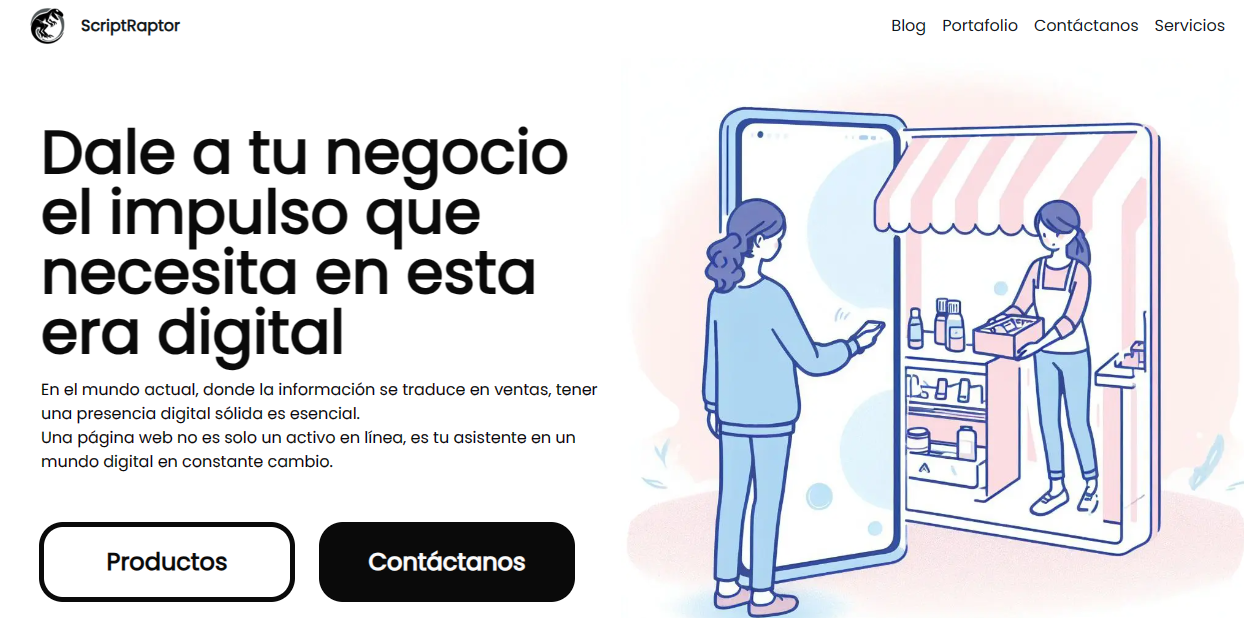 ScriptRaptor
Blog Portafolio Contáctanos Servicios
Dale a tu negocio
el impulso que
necesita en esta
era digital
En el mundo actual, donde la información se traduce en ventas, tener
una presencia digital sólida es esencial.
Una página web no es solo un activo en línea, es tu asistente en un
mundo digital en constante cambio.
Productos
Contáctanos